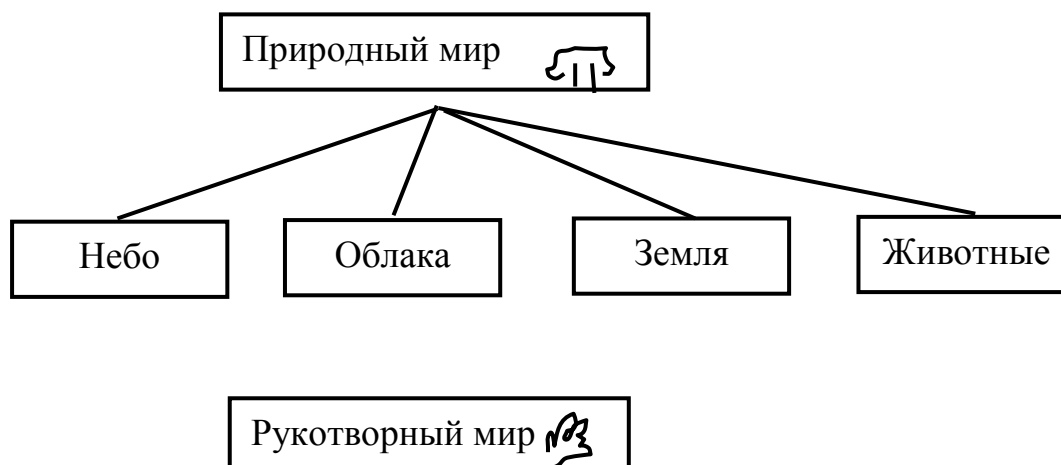 Природный мир
Небо
Облака
Земля
Животные
Рукотворный мир